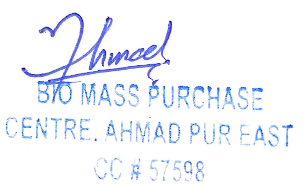 Ahmad
BIO MASS PURCHASE
CENTRE. AHMAD PUR EAST
CC # 57598